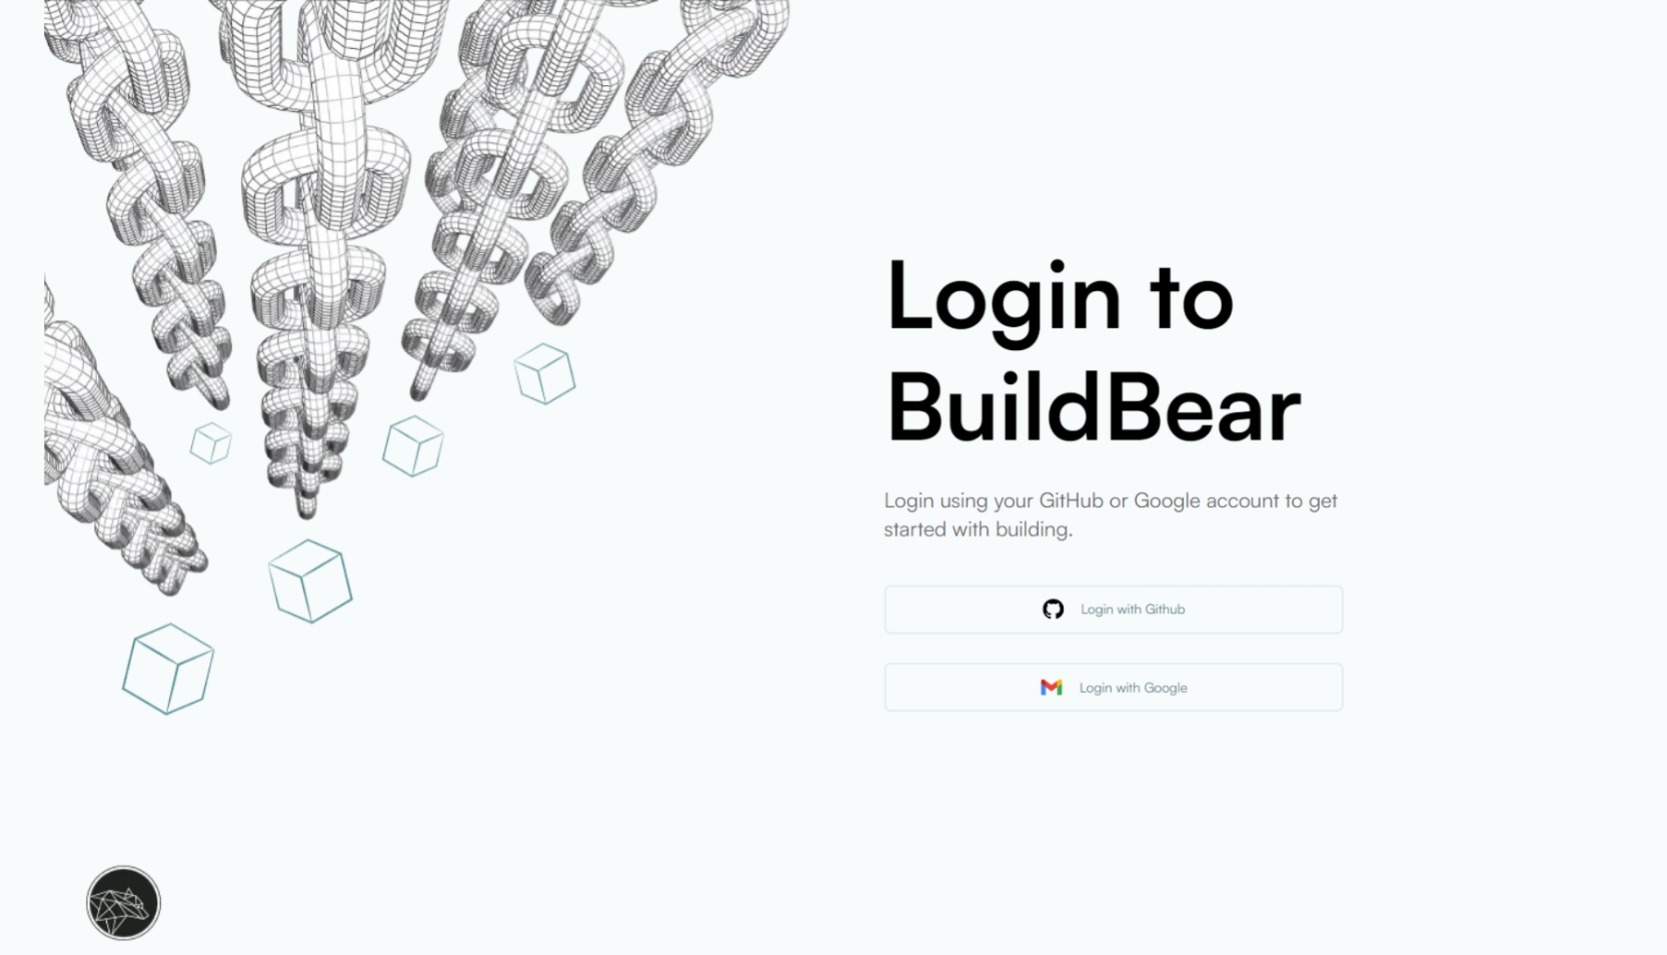 Login to
BuildBear
Login using your GitHub or Google account to get
started with building.
Login with Github
Login with Google